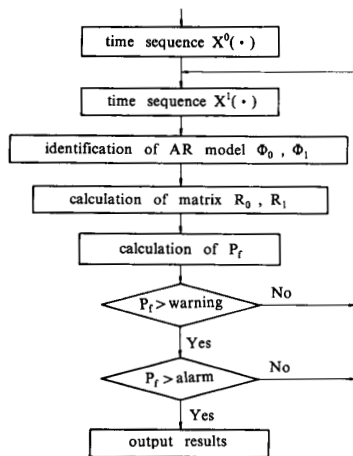 time sequence X⁰(·)
time sequence X¹(·)
identification of AR model Φ₀ , Φ₁
calculation of matrix R₀ , R₁
calculation of P_f
P_f > warning
No
Yes
P_f > alarm
No
Yes
output results